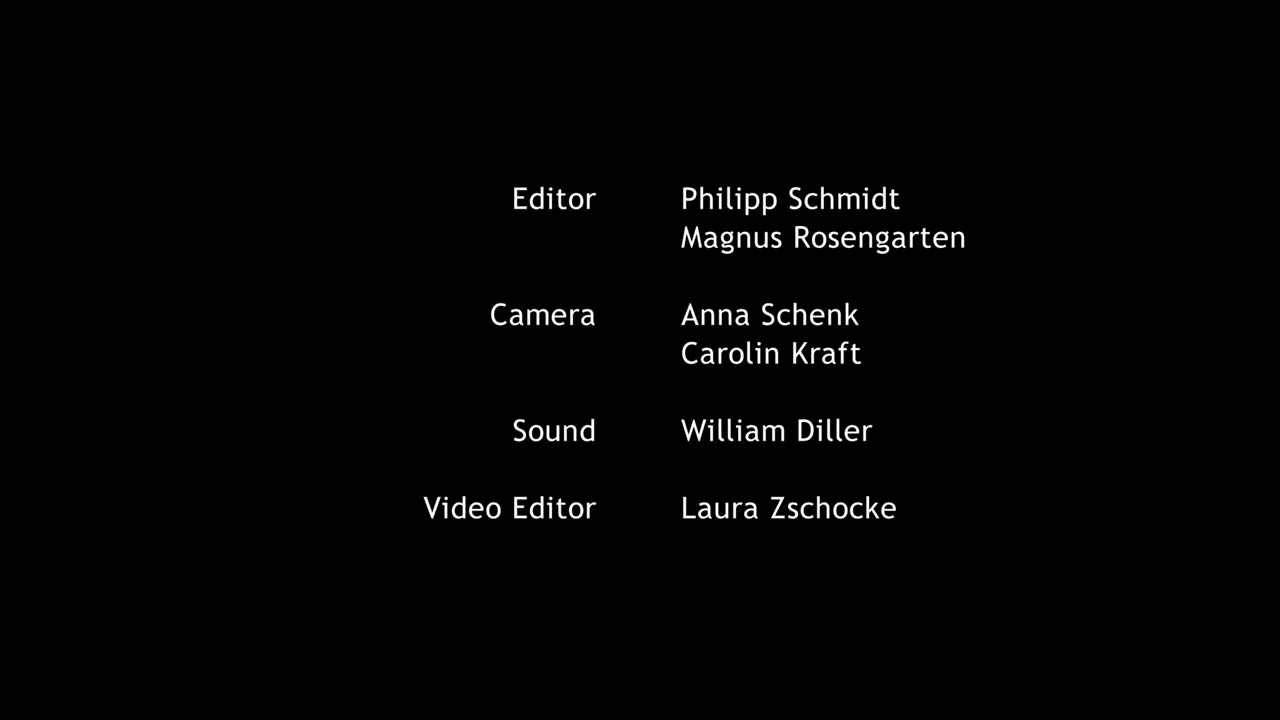 Editor Philipp Schmidt
Magnus Rosengarten
Camera Anna Schenk
Carolin Kraft
Sound William Diller
Video Editor Laura Zschocke